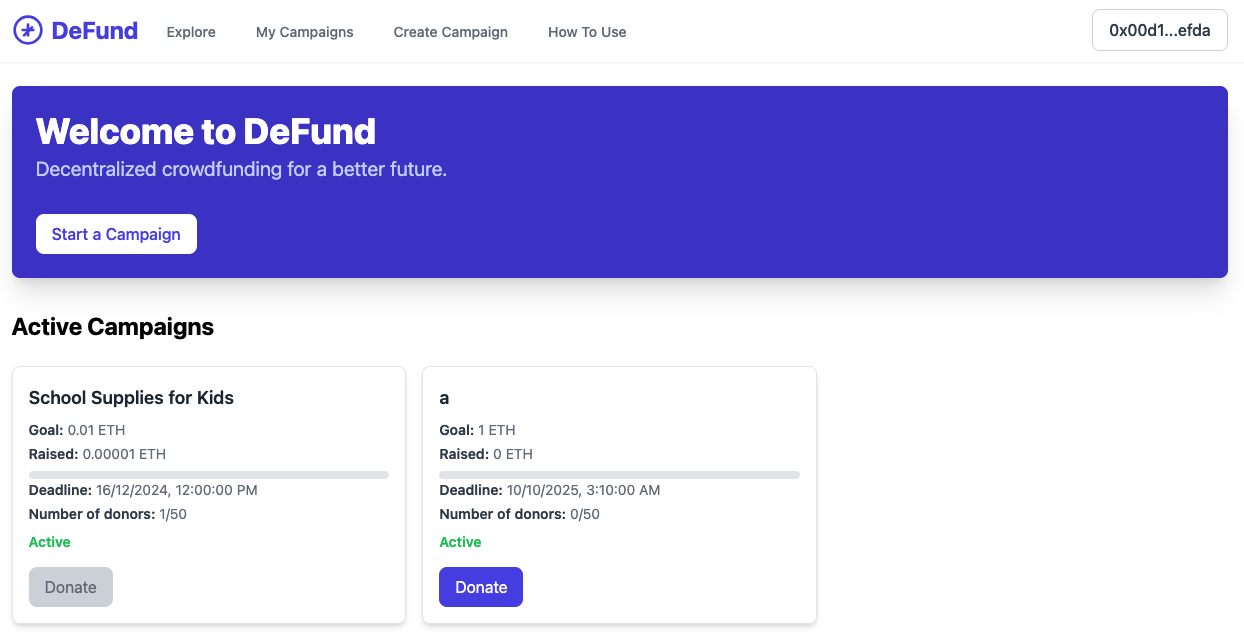 DeFund Explore My Campaigns Create Campaign How To Use 0x00d1...efda
Welcome to DeFund
Decentralized crowdfunding for a better future.
Start a Campaign
Active Campaigns
School Supplies for Kids
Goal: 0.01 ETH
Raised: 0.00001 ETH
Deadline: 16/12/2024, 12:00:00 PM
Number of donors: 1/50
Active
Donate
a
Goal: 1 ETH
Raised: 0 ETH
Deadline: 10/10/2025, 3:10:00 AM
Number of donors: 0/50
Active
Donate